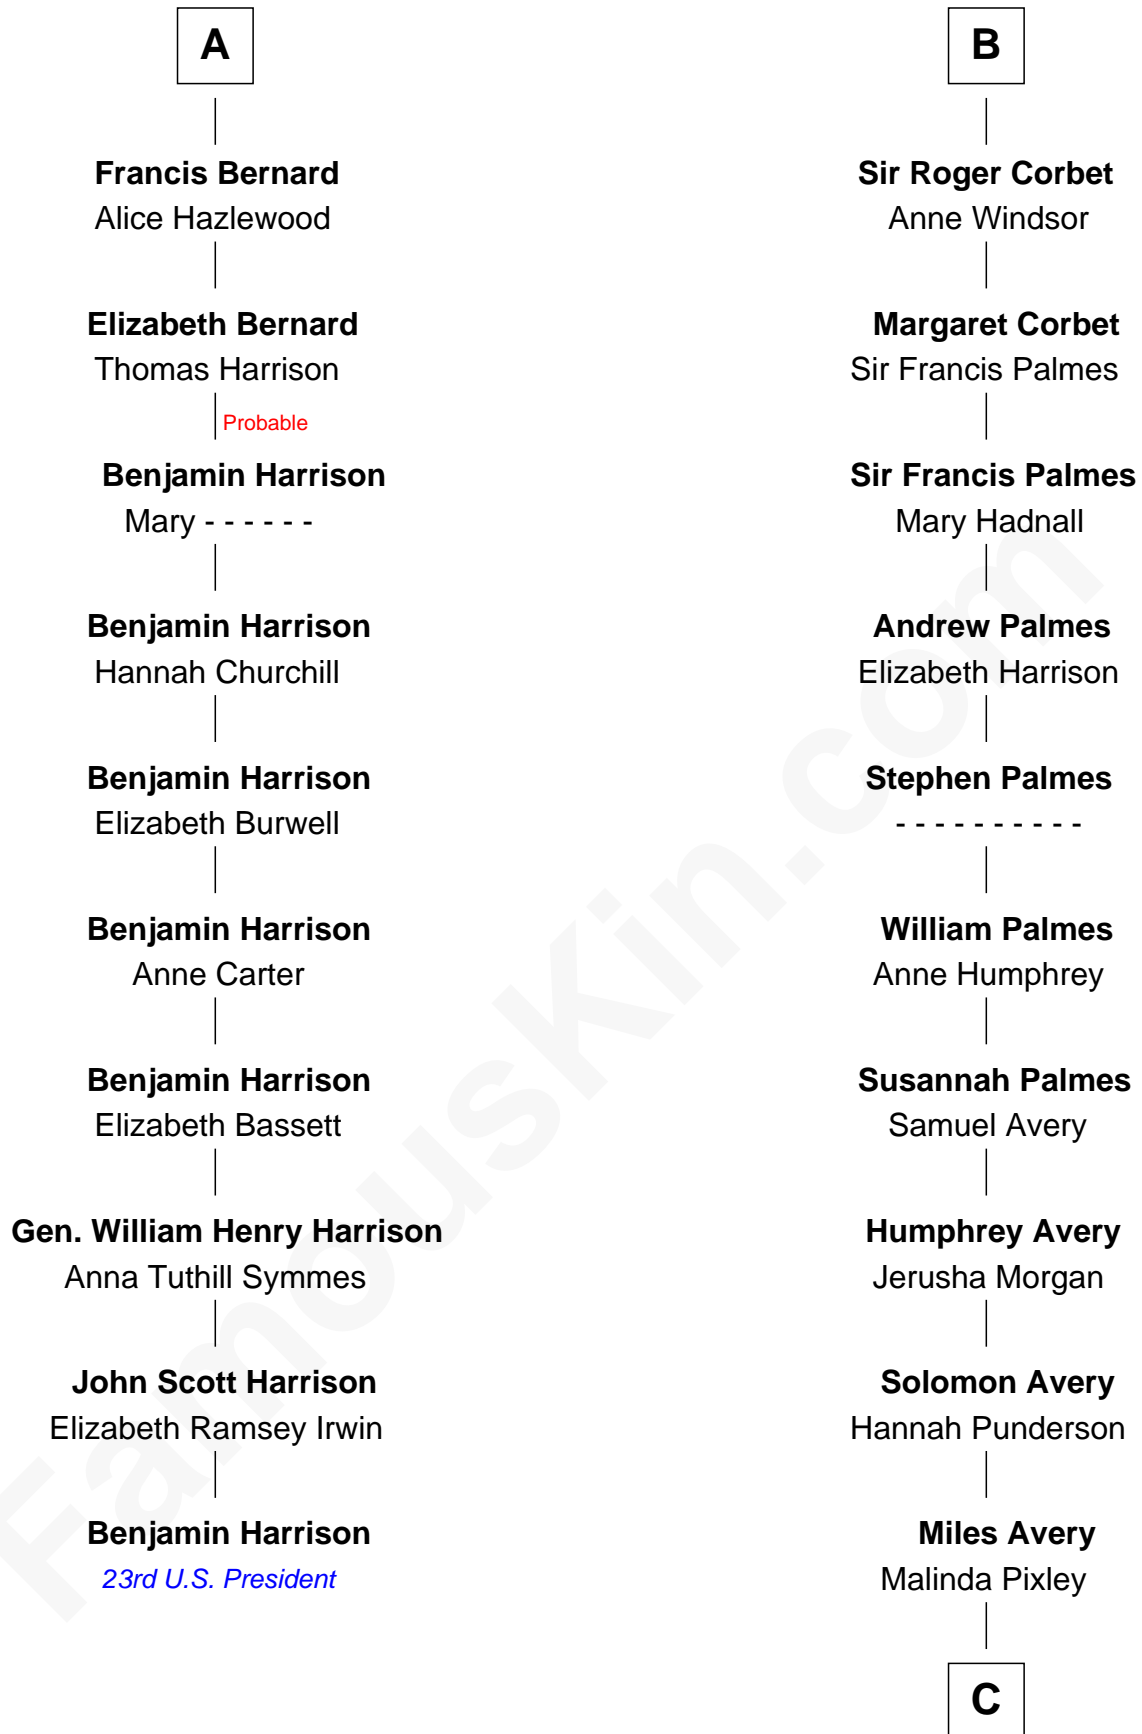 A
Francis Bernard
Alice Hazlewood
Elizabeth Bernard
Thomas Harrison
Probable
Benjamin Harrison
Mary - - - - - -
Benjamin Harrison
Hannah Churchill
Benjamin Harrison
Elizabeth Burwell
Benjamin Harrison
Anne Carter
Benjamin Harrison
Elizabeth Bassett
Gen. William Henry Harrison
Anna Tuthill Symmes
John Scott Harrison
Elizabeth Ramsey Irwin
Benjamin Harrison
23rd U.S. President
B
Sir Roger Corbet
Anne Windsor
Margaret Corbet
Sir Francis Palmes
Sir Francis Palmes
Mary Hadnall
Andrew Palmes
Elizabeth Harrison
Stephen Palmes
- - - - - - - - - -
William Palmes
Anne Humphrey
Susannah Palmes
Samuel Avery
Humphrey Avery
Jerusha Morgan
Solomon Avery
Hannah Punderson
Miles Avery
Malinda Pixley
C
FamousKin.com